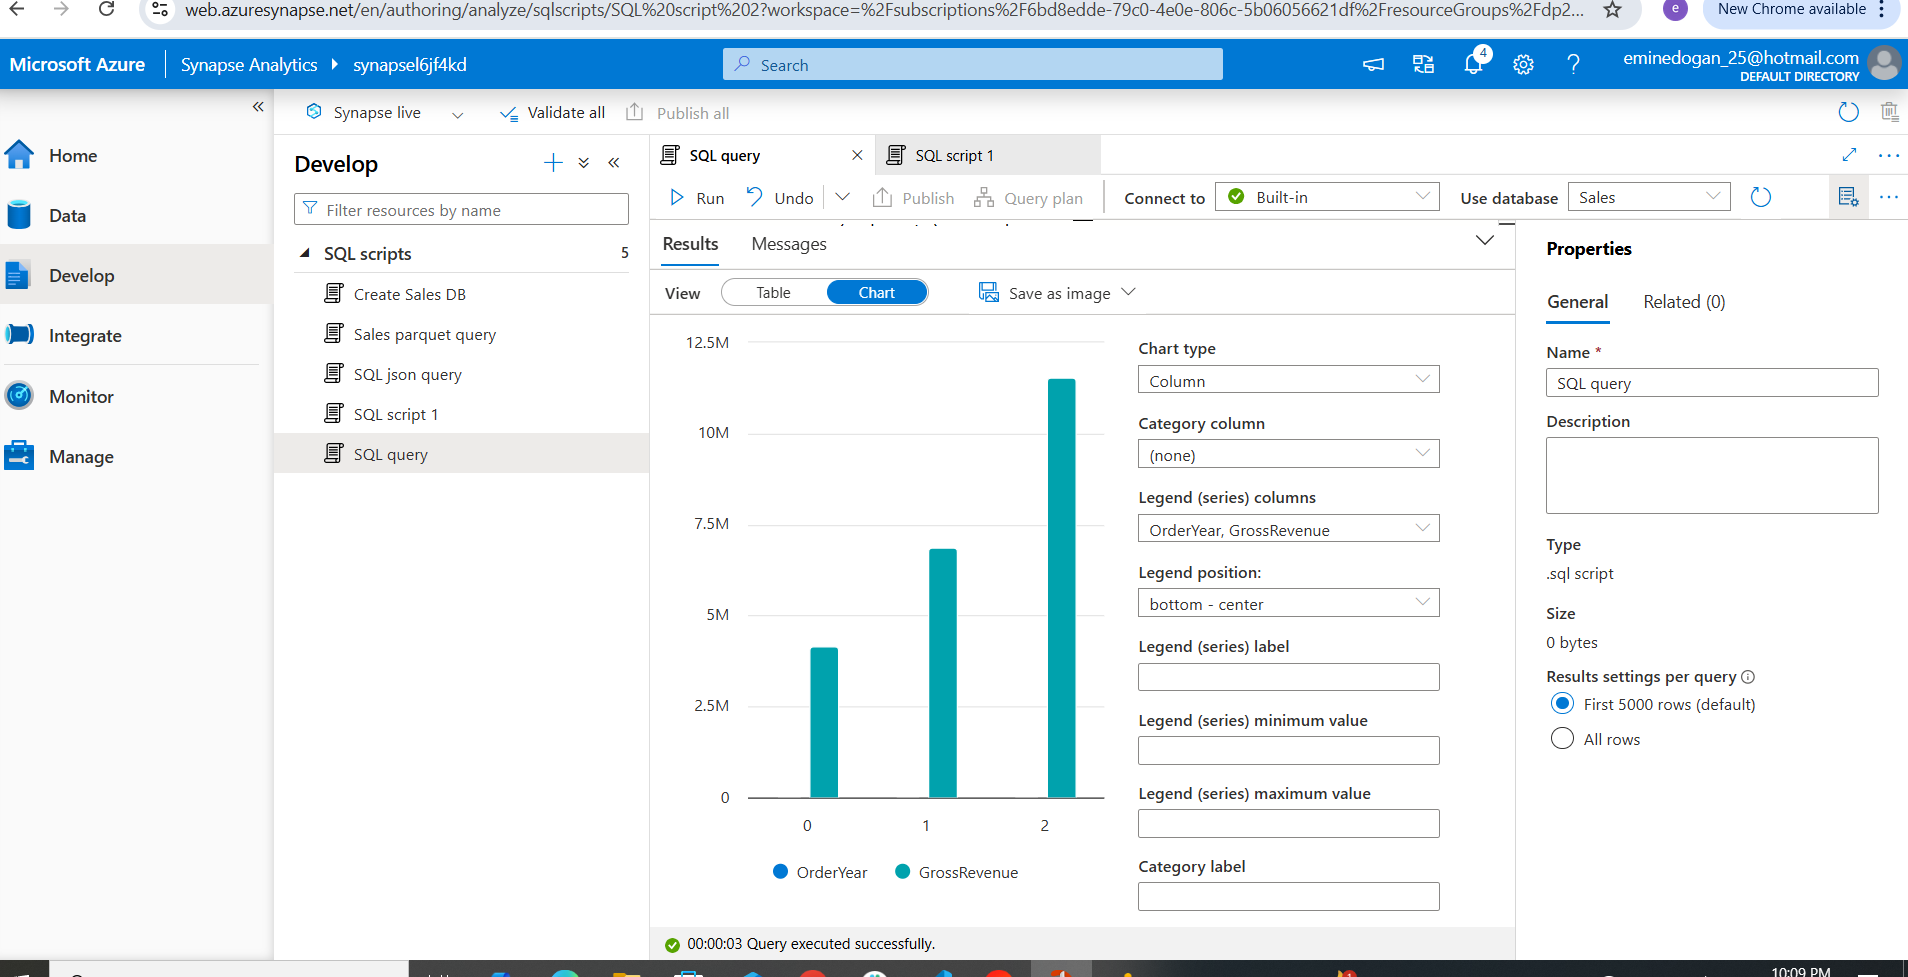 web.azuresynapse.net/en/authoring/analyze/sqlscripts/SQL%20script%202?workspace=%2Fsubscriptions%2F6bd8edde-79c0-4e0e-806c-5b06056621df%2FresourceGroups%2Fdp2...
e
New Chrome available
Microsoft Azure
Synapse Analytics
synapsel6jf4kd
Search
4
eminedogan_25@hotmail.com
DEFAULT DIRECTORY
Synapse live
Validate all
Publish all
Home
Data
Develop
Integrate
Monitor
Manage
Develop
Filter resources by name
SQL scripts 5
Create Sales DB
Sales parquet query
SQL json query
SQL script 1
SQL query
SQL query
SQL script 1
Run
Undo
Publish
Query plan
Connect to
Built-in
Use database
Sales
Results
Messages
View
Table
Chart
Save as image
12.5M
10M
7.5M
5M
2.5M
0
0 1 2
OrderYear GrossRevenue
Chart type
Column
Category column
(none)
Legend (series) columns
OrderYear, GrossRevenue
Legend position:
bottom - center
Legend (series) label
Legend (series) minimum value
Legend (series) maximum value
Category label
00:00:03 Query executed successfully.
Properties
General
Related (0)
Name *
SQL query
Description
Type
.sql script
Size
0 bytes
Results settings per query
First 5000 rows (default)
All rows
10:09 PM